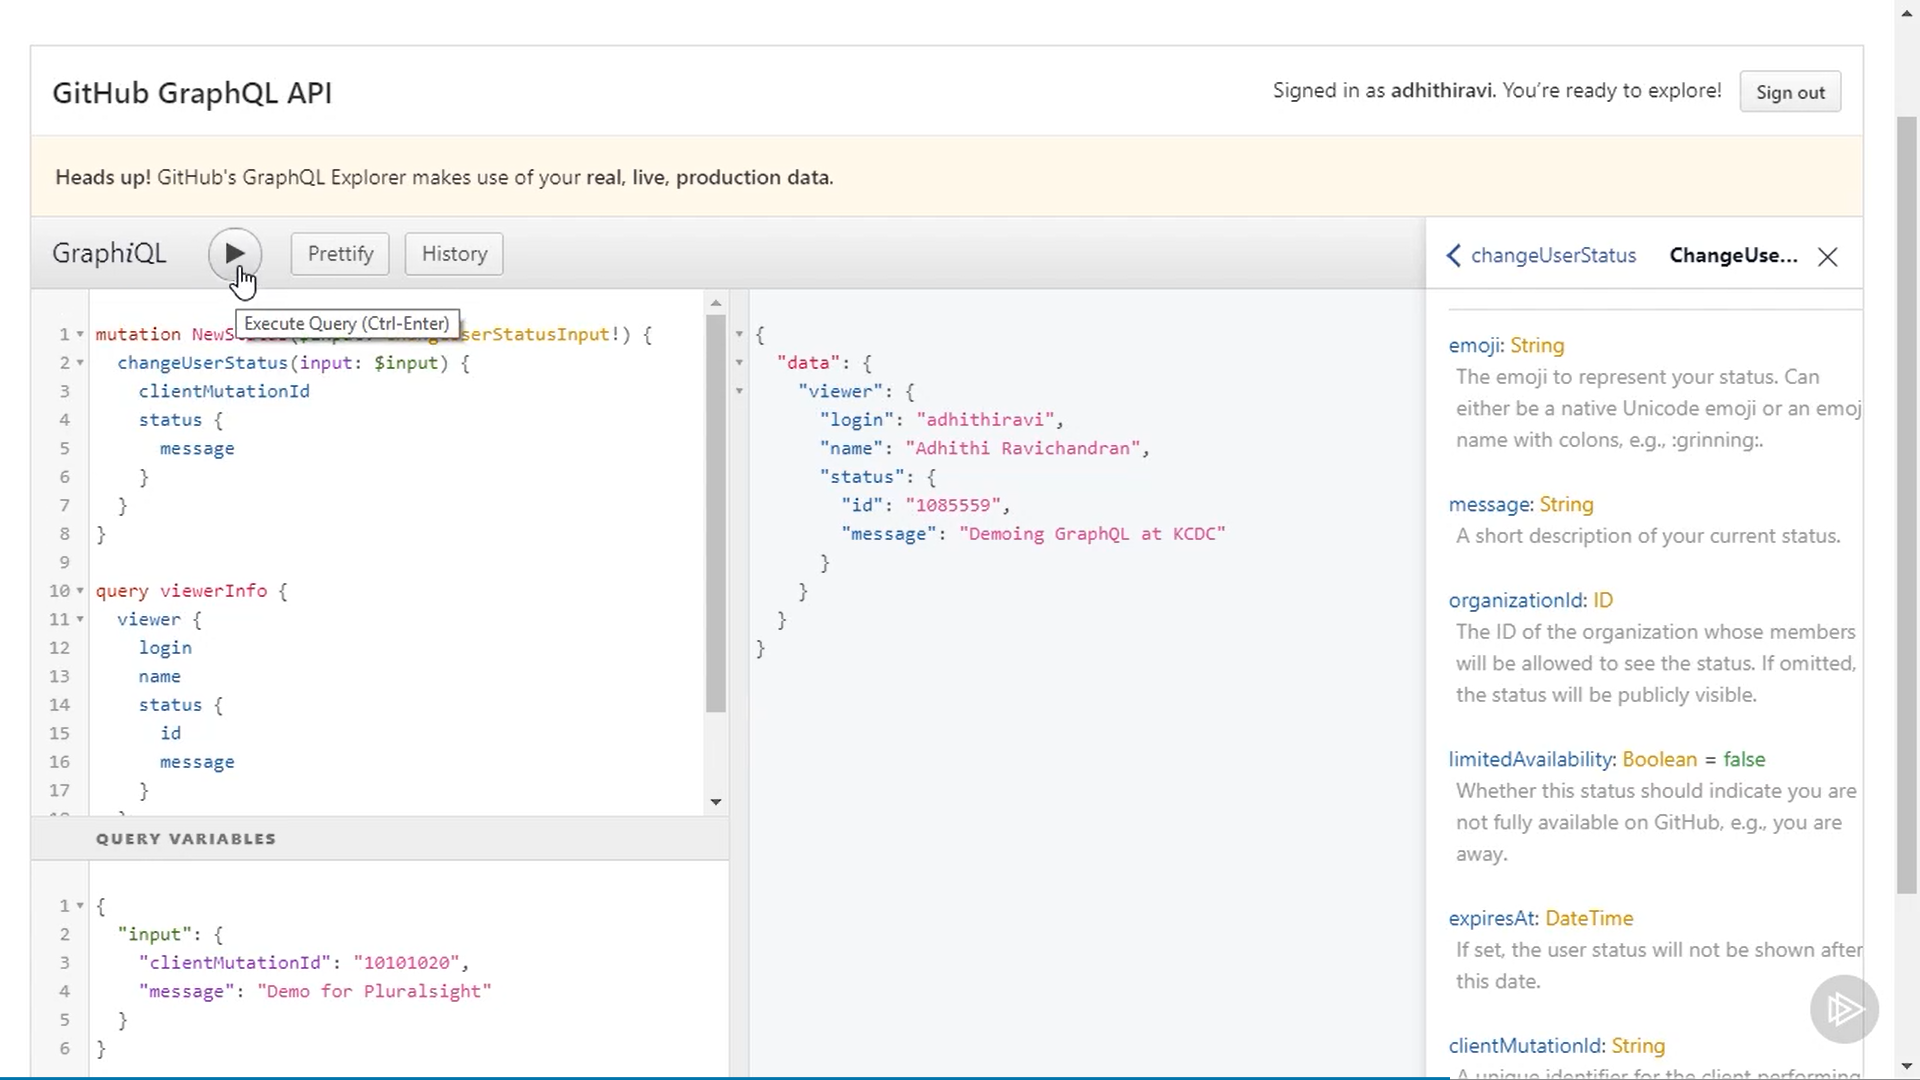 GitHub GraphQL API
Signed in as adhithiravi. You're ready to explore!
Sign out
Heads up! GitHub's GraphQL Explorer makes use of your real, live, production data.
GraphiQL
Prettify
History
changeUserStatus
ChangeUse...
Execute Query (Ctrl-Enter)
1 mutation NewS erStatusInput!) {
2 changeUserStatus(input: $input) {
3 clientMutationId
4 status {
5 message
6 }
7 }
8 }
9
10 query viewerInfo {
11 viewer {
12 login
13 name
14 status {
15 id
16 message
17 }
QUERY VARIABLES
1 {
2 "input": {
3 "clientMutationId": "10101020",
4 "message": "Demo for Pluralsight"
5 }
6 }
{
"data": {
"viewer": {
"login": "adhithiravi",
"name": "Adhithi Ravichandran",
"status": {
"id": "1085559",
"message": "Demoing GraphQL at KCDC"
}
}
}
}
emoji: String
The emoji to represent your status. Can
either be a native Unicode emoji or an emoj
name with colons, e.g., :grinning:.
message: String
A short description of your current status.
organizationId: ID
The ID of the organization whose members
will be allowed to see the status. If omitted,
the status will be publicly visible.
limitedAvailability: Boolean = false
Whether this status should indicate you are
not fully available on GitHub, e.g., you are
away.
expiresAt: DateTime
If set, the user status will not be shown after
this date.
clientMutationId: String
A unique identifier for the client performing